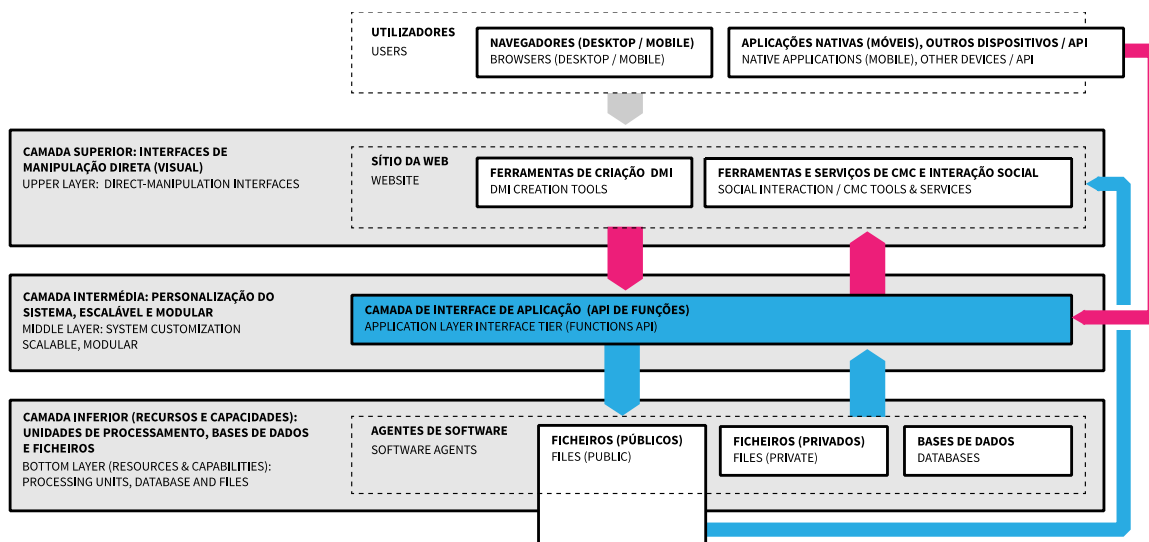 UTILIZADORES
USERS
NAVEGADORES (DESKTOP / MOBILE)
BROWSERS (DESKTOP / MOBILE)
APLICAÇÕES NATIVAS (MÓVEIS), OUTROS DISPOSITIVOS / API
NATIVE APPLICATIONS (MOBILE), OTHER DEVICES / API
CAMADA SUPERIOR: INTERFACES DE
MANIPULAÇÃO DIRETA (VISUAL)
UPPER LAYER: DIRECT-MANIPULATION INTERFACES
SÍTIO DA WEB
WEBSITE
FERRAMENTAS DE CRIAÇÃO DMI
DMI CREATION TOOLS
FERRAMENTAS E SERVIÇOS DE CMC E INTERAÇÃO SOCIAL
SOCIAL INTERACTION / CMC TOOLS & SERVICES
CAMADA INTERMÉDIA: PERSONALIZAÇÃO DO
SISTEMA, ESCALÁVEL E MODULAR
MIDDLE LAYER: SYSTEM CUSTOMIZATION
SCALABLE, MODULAR
CAMADA DE INTERFACE DE APLICAÇÃO (API DE FUNÇÕES)
APPLICATION LAYER INTERFACE TIER (FUNCTIONS API)
CAMADA INFERIOR (RECURSOS E CAPACIDADES):
UNIDADES DE PROCESSAMENTO, BASES DE DADOS
E FICHEIROS
BOTTOM LAYER (RESOURCES & CAPABILITIES):
PROCESSING UNITS, DATABASE AND FILES
AGENTES DE SOFTWARE
SOFTWARE AGENTS
FICHEIROS (PÚBLICOS)
FILES (PUBLIC)
FICHEIROS (PRIVADOS)
FILES (PRIVATE)
BASES DE DADOS
DATABASES